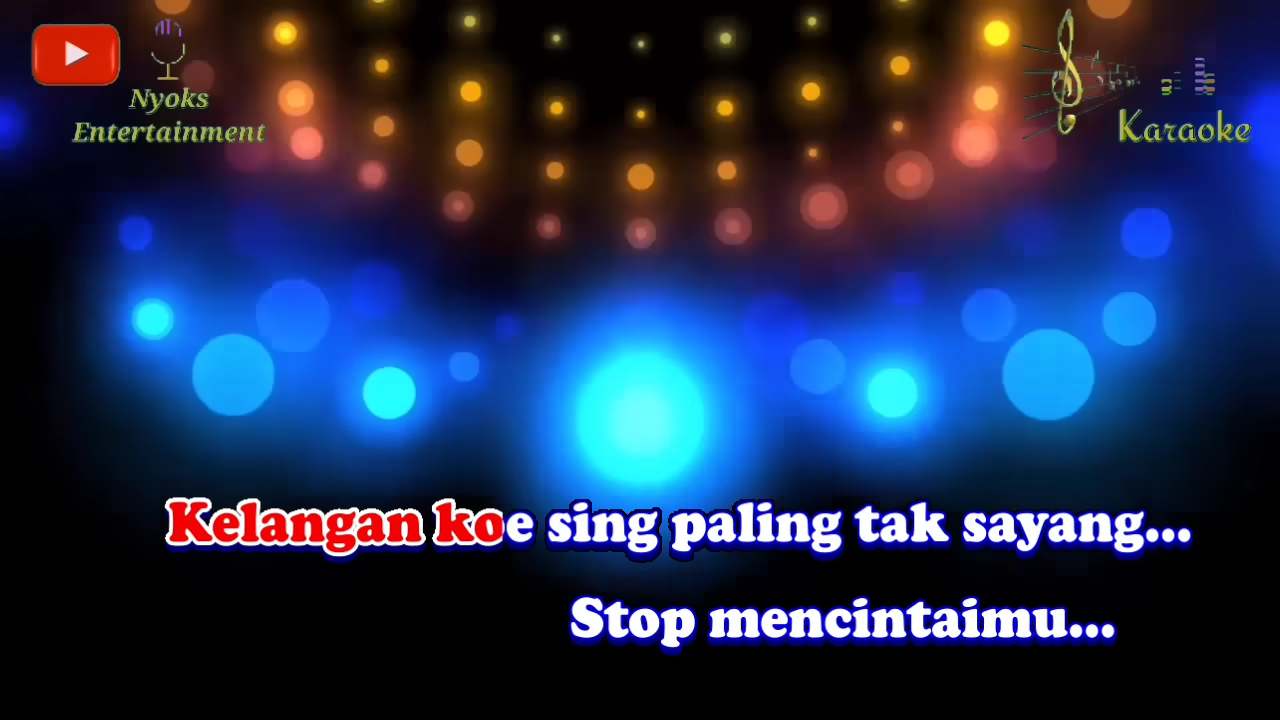 Nyoks
Entertainment
Karaoke
Kelangan koe sing paling tak sayang...
Stop mencintaimu...